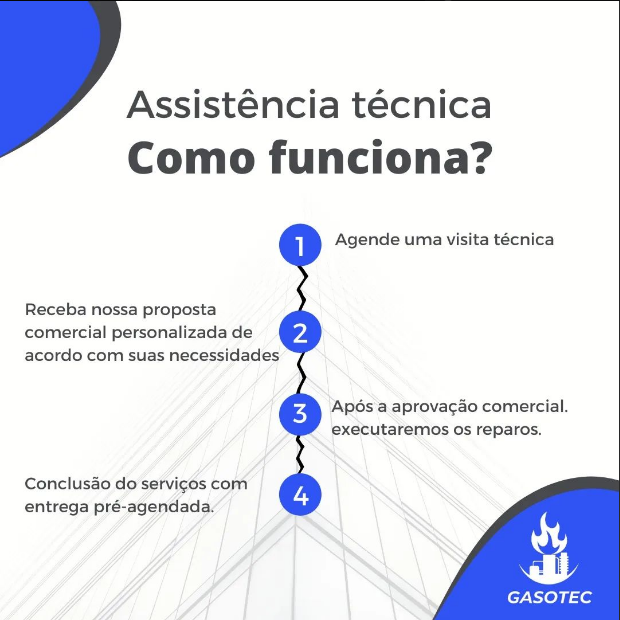 Assistência técnica
Como funciona?
1
Agende uma visita técnica
Receba nossa proposta
comercial personalizada de
acordo com suas necessidades
2
3
Após a aprovação comercial.
executaremos os reparos.
Conclusão do serviços com
entrega pré-agendada.
4
GASOTEC